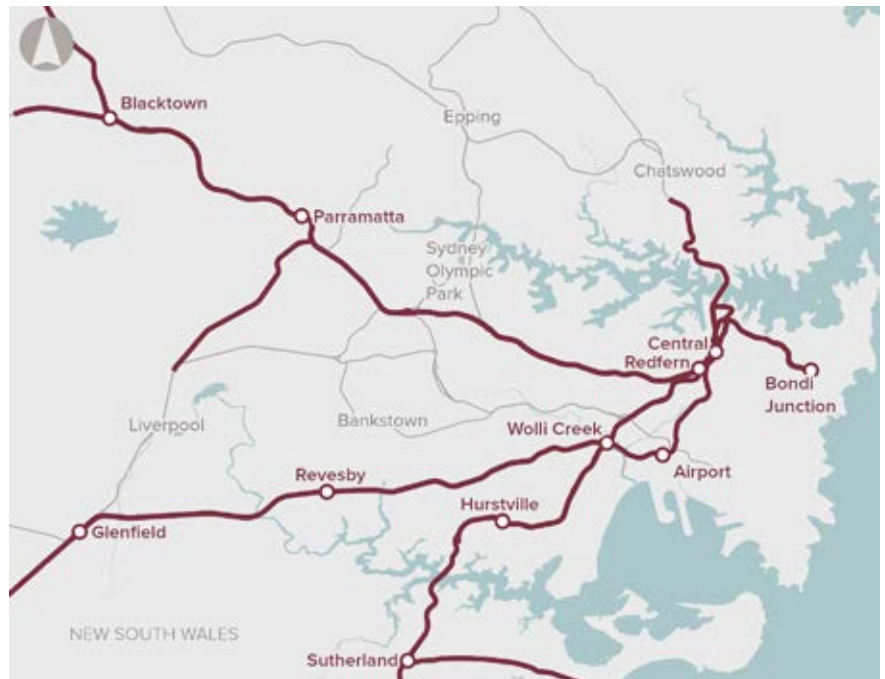 Blacktown
Epping
Chatswood
Parramatta
Sydney
Olympic
Park
Central
Redfern
Bondi
Junction
Liverpool
Bankstown
Wolli Creek
Airport
Revesby
Hurstville
Glenfield
NEW SOUTH WALES
Sutherland